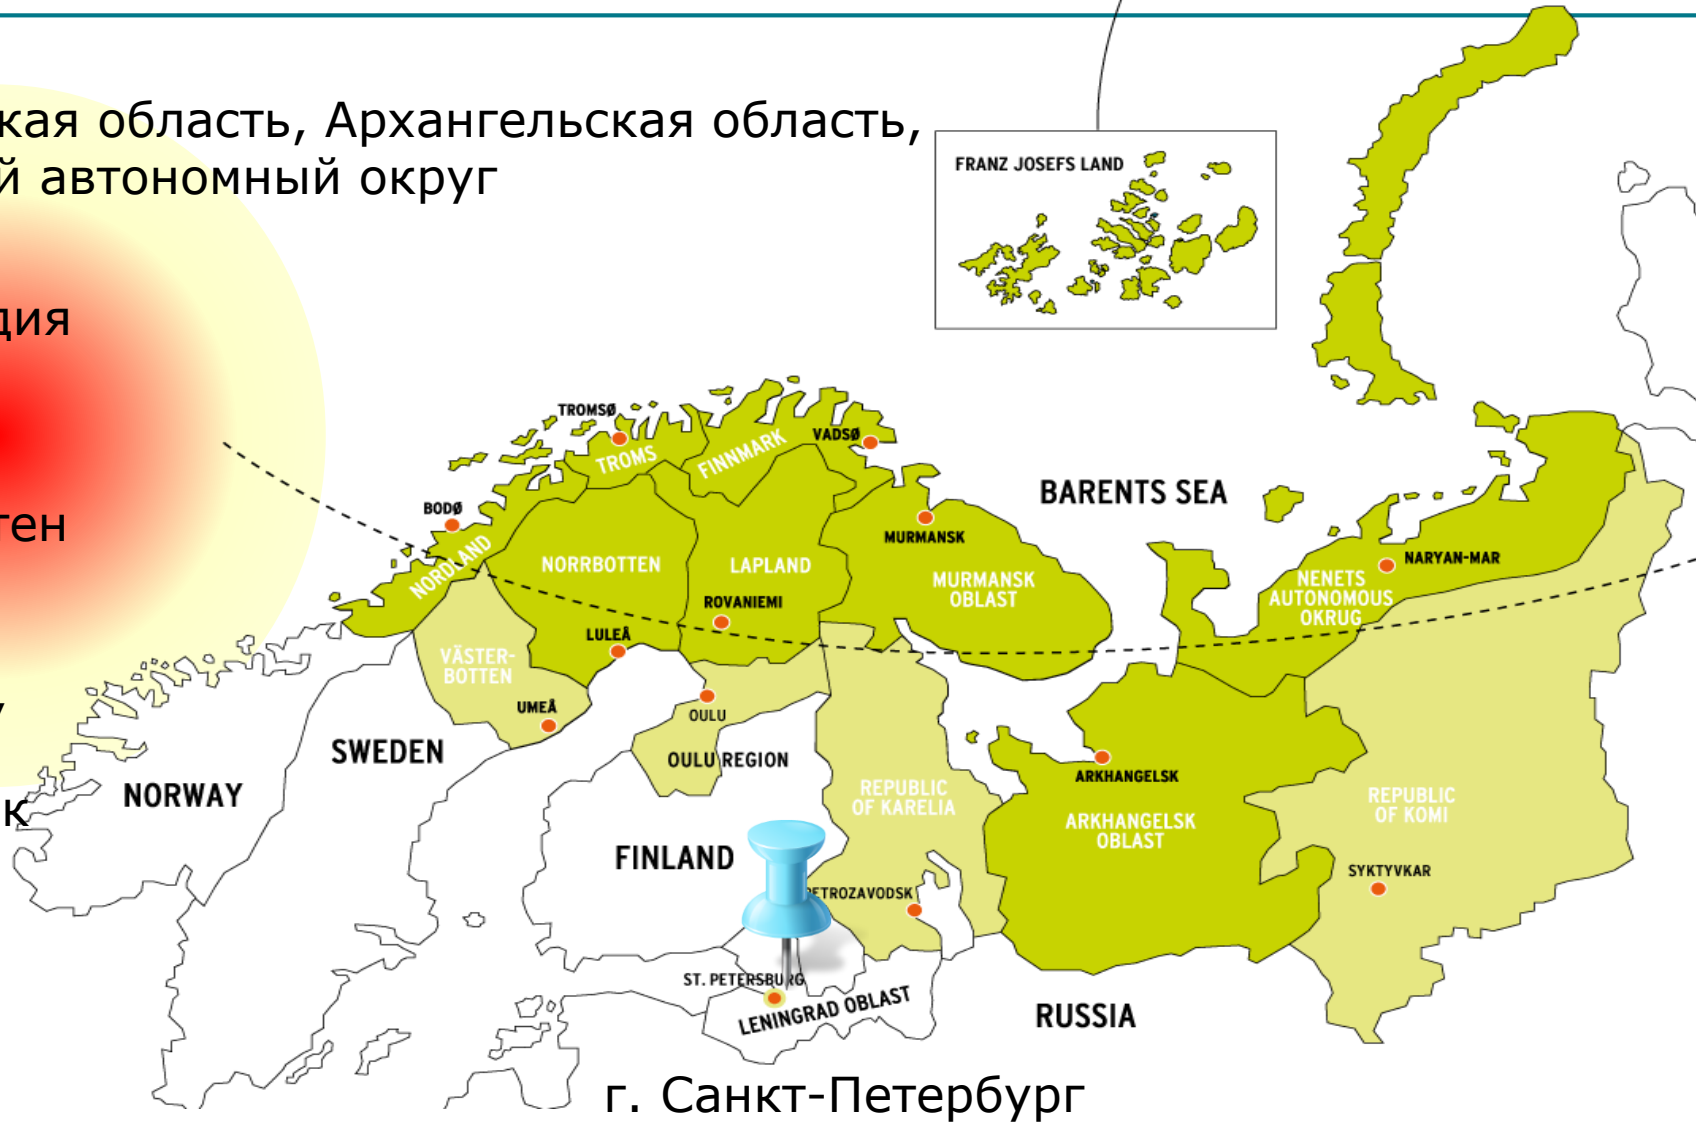 кая область, Архангельская область,
й автономный округ
FRANZ JOSEFS LAND
дия
TROMSØ
TROMS
FINNMARK
VADSØ
BARENTS SEA
BODØ
тен
MURMANSK
NARYAN-MAR
NORDLAND
NORRBOTTEN
LAPLAND
MURMANSK
OBLAST
NENETS
AUTONOMOUS
OKRUG
ROVANIEMI
LULEÅ
VÄSTER-
BOTTEN
UMEÅ
OULU
у
SWEDEN
OULU REGION
NORWAY
к
REPUBLIC
OF KARELIA
ARKHANGELSK
ARKHANGELSK
OBLAST
REPUBLIC
OF KOMI
FINLAND
SYKTYVKAR
PETROZAVODSK
ST. PETERSBURG
LENINGRAD OBLAST
RUSSIA
г. Санкт-Петербург